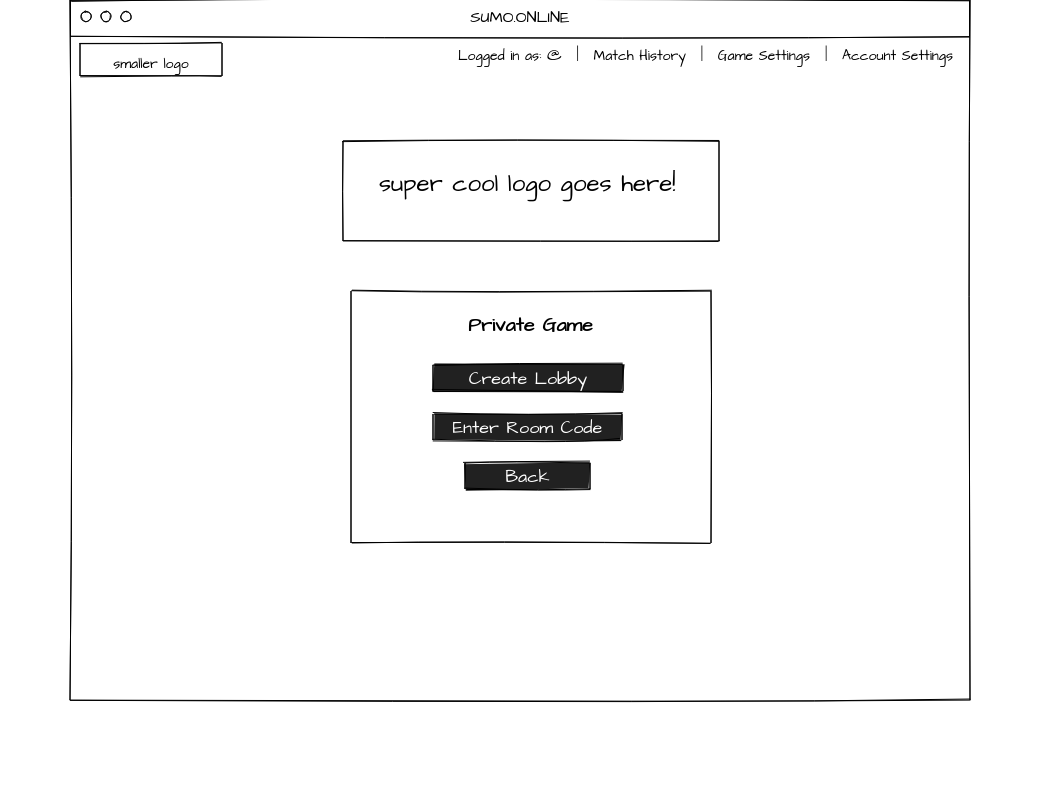 SUMO.ONLINE
smaller logo
Logged in as: @ | Match History | Game Settings | Account Settings
super cool logo goes here!
Private Game
Create Lobby
Enter Room Code
Back